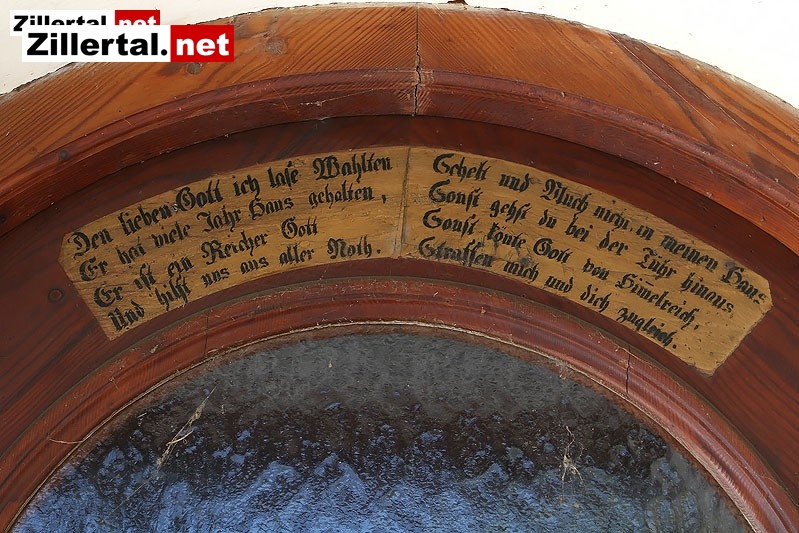 Zillertal.net
Zillertal.net
Den lieben Gott ich lase Wahlten
Er hat viele Jahr Haus gehalten,
Er ist ein Reicher Gott
Und hilft uns aus aller Noth.
Schelt und Fluch nicht, in meinen Haus
Sonst gehst du bei der Tühr hinaus
Sonst könte Gott von Himelreich,
Straffen mich und dich zugleich.